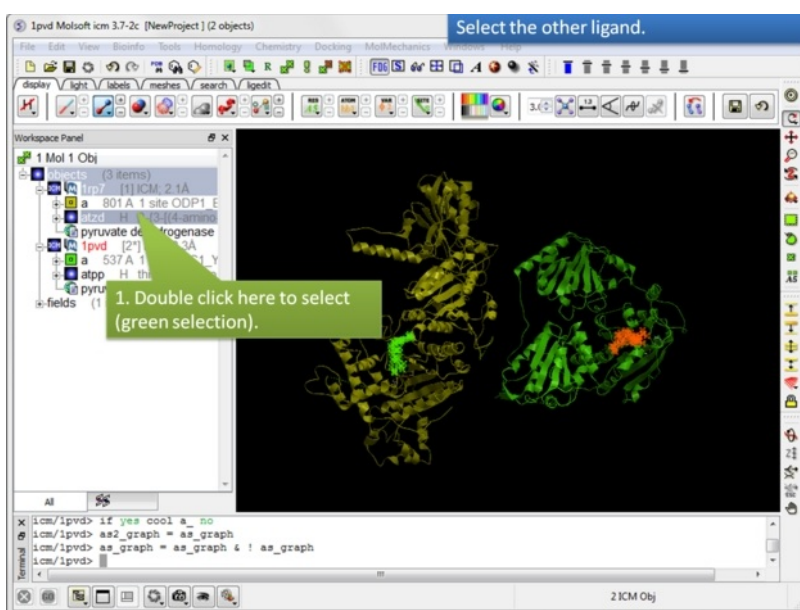 1pvd Molsoft icm 3.7-2c [NewProject ] (2 objects)
Select the other ligand.
File Edit View Bioinfo Tools Homology Chemistry Docking MolMechanics Windows Help
display light labels meshes search ligedit
Workspace Panel
1 Mol 1 Obj
objects (3 items)
1rp7 [1] ICM; 2.1Å
a 801 A 1 site ODP1_E
atzd H
pyruvate dehydrogenase
1pvd [2*]
a 537 A
atpp H
fields
1. Double click here to select
(green selection).
All
icm/1pvd> if yes cool a_ no
icm/1pvd> as2_graph = as_graph
icm/1pvd> as_graph = as_graph & ! as_graph
icm/1pvd>
Terminal
2 ICM Obj